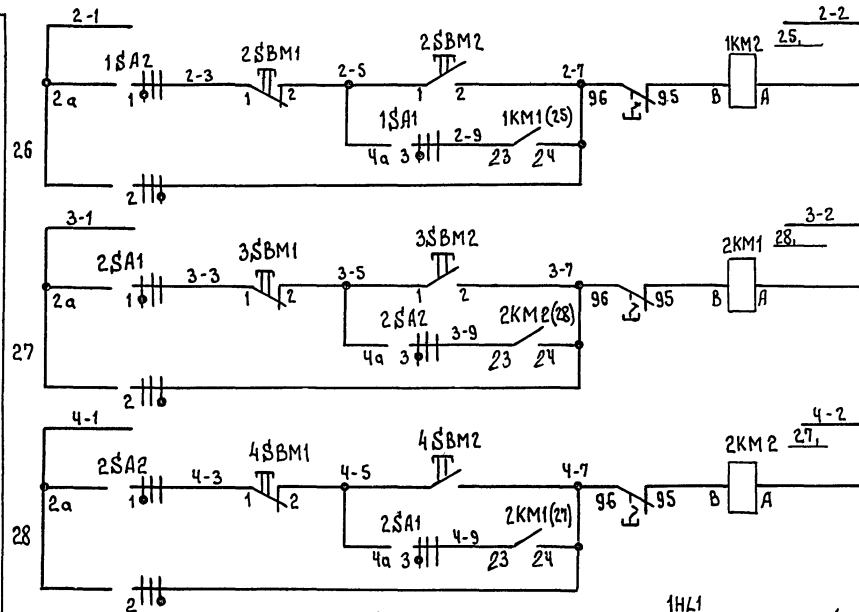 2-1 2-2
1SA2 2-3 2SBM1 2-5 2SBM2 2-7 1KM2 25,
2a 1 1 2 1 2 96 95 B A
26 1SA1 2-9 1KM1(25)
4a 3 23 24
2
3-1 3-2
2SA1 3-3 3SBM1 3-5 3SBM2 3-7 2KM1 28,
2a 1 1 2 1 2 96 95 B A
27 2SA2 3-9 2KM2(28)
4a 3 23 24
2
4-1 4-2
2SA2 4-3 4SBM1 4-5 4SBM2 4-7 2KM2 27,
2a 1 1 2 96 95 B A
28 2SA1 4-9 2KM1(27)
4a 3 23 24
2
1HL1